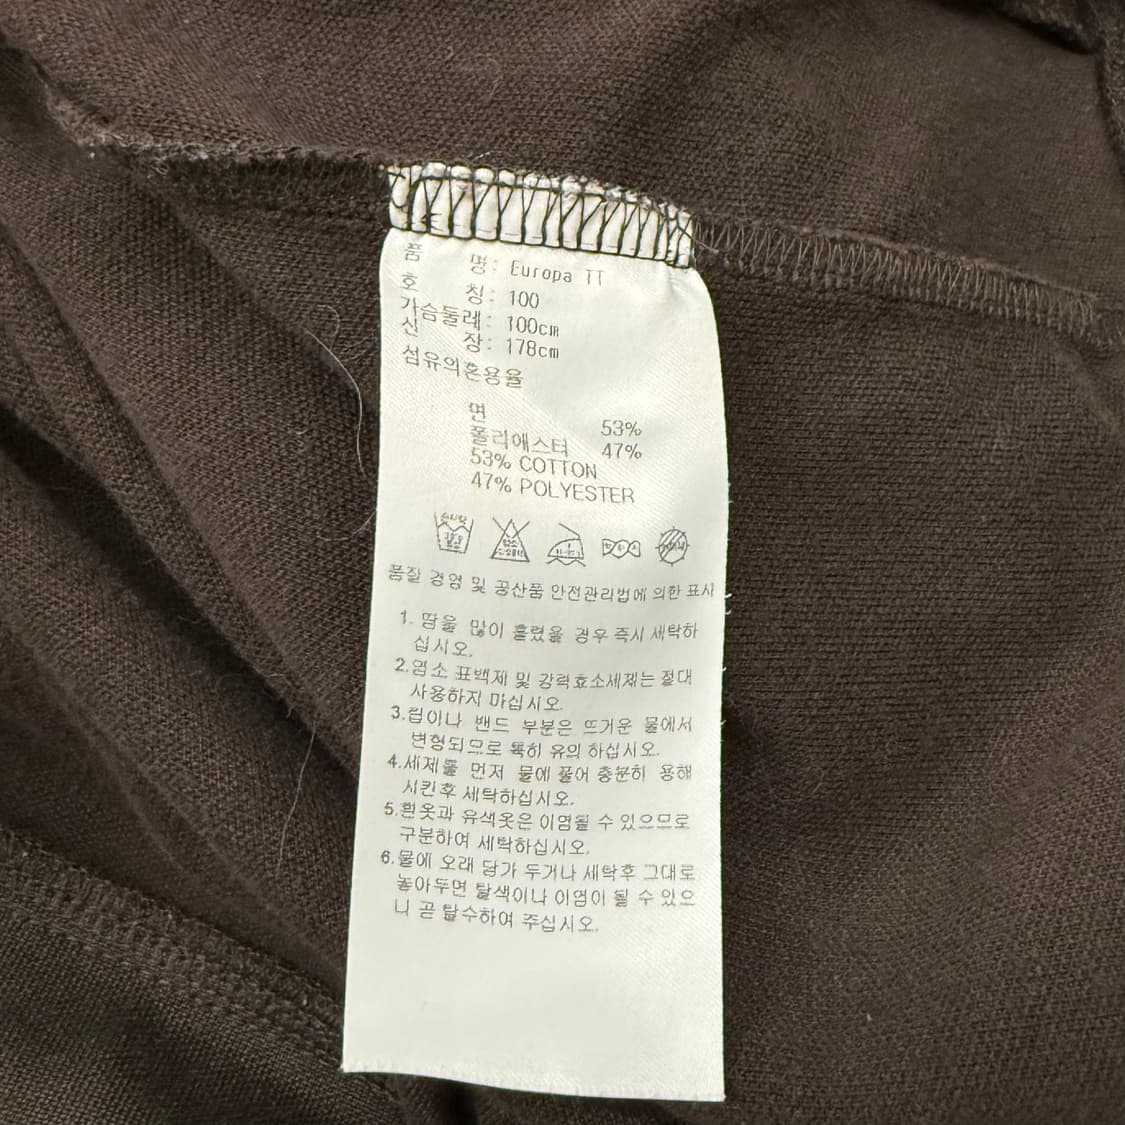 품 명: Europa TT
호 칭: 100
가슴둘레: 100cm
신 장: 178cm
섬유의혼용율
면 53%
폴리에스터 47%
53% COTTON
47% POLYESTER
품질 경영 및 공산품 안전관리법에 의한 표시
1. 땀을 많이 흘렸을 경우 즉시 세탁하
십시오.
2.염소 표백제 및 강력효소세제는 절대
사용하지 마십시오.
3.립이나 밴드 부분은 뜨거운 물에서
변형되므로 특히 유의 하십시오.
4.세제를 먼저 물에 풀어 충분히 용해
시킨후 세탁하십시오.
5.흰옷과 유색옷은 이염될 수 있으므로
구분하여 세탁하십시오.
6.물에 오래 담가 두거나 세탁후 그대로
놓아두면 탈색이나 이염이 될 수 있으
니 곧 탈수하여 주십시오.